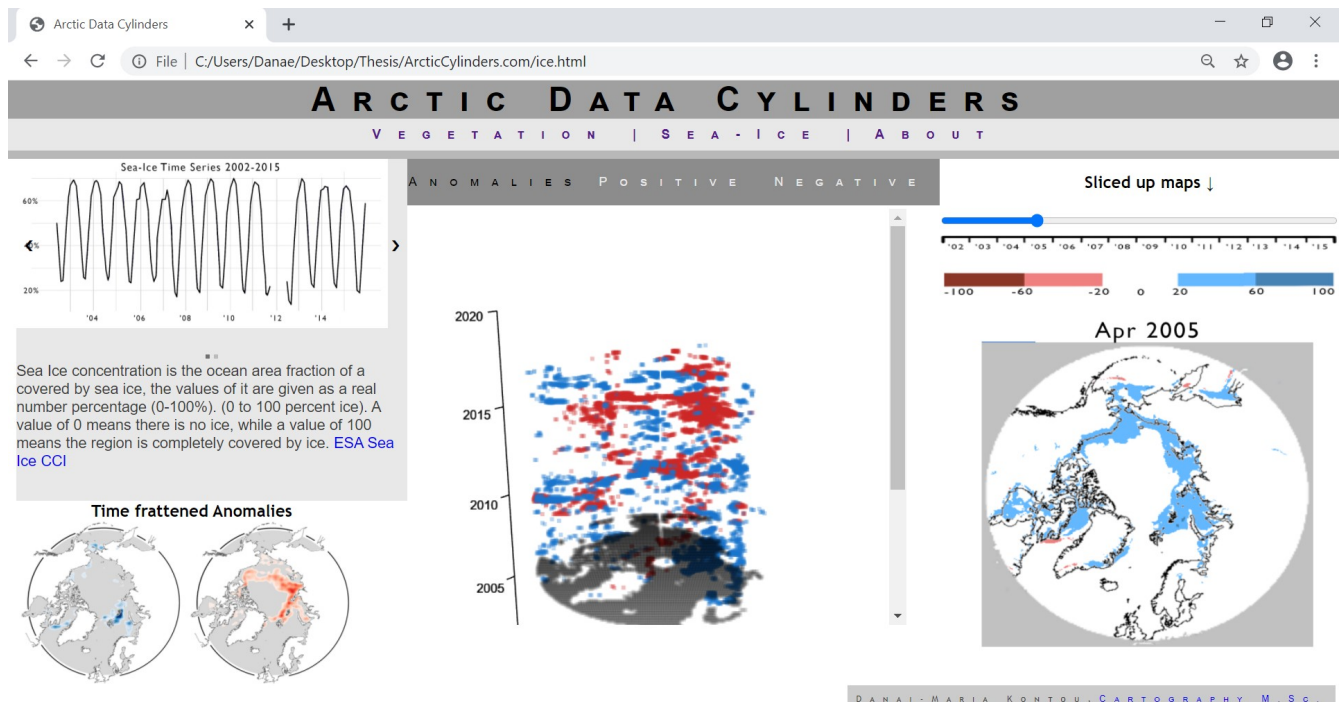 Arctic Data Cylinders
File | C:/Users/Danae/Desktop/Thesis/ArcticCylinders.com/ice.html
ARCTIC DATA CYLINDERS
VEGETATION | SEA-ICE | ABOUT
Sea-Ice Time Series 2002-2015
60%
20%
'04 '06 '08 '10 '12 '14
Sea Ice concentration is the ocean area fraction of a
covered by sea ice, the values of it are given as a real
number percentage (0-100%). (0 to 100 percent ice). A
value of 0 means there is no ice, while a value of 100
means the region is completely covered by ice. ESA Sea
Ice CCI
Time frattened Anomalies
ANOMALIES POSITIVE NEGATIVE
2020
2015
2010
2005
Sliced up maps ↓
'02 '03 '04 '05 '06 '07 '08 '09 '10 '11 '12 '13 '14 '15
-100 -60 -20 0 20 60 100
Apr 2005
DANAI-MARIA KONTOU, CARTOGRAPHY M.SC.